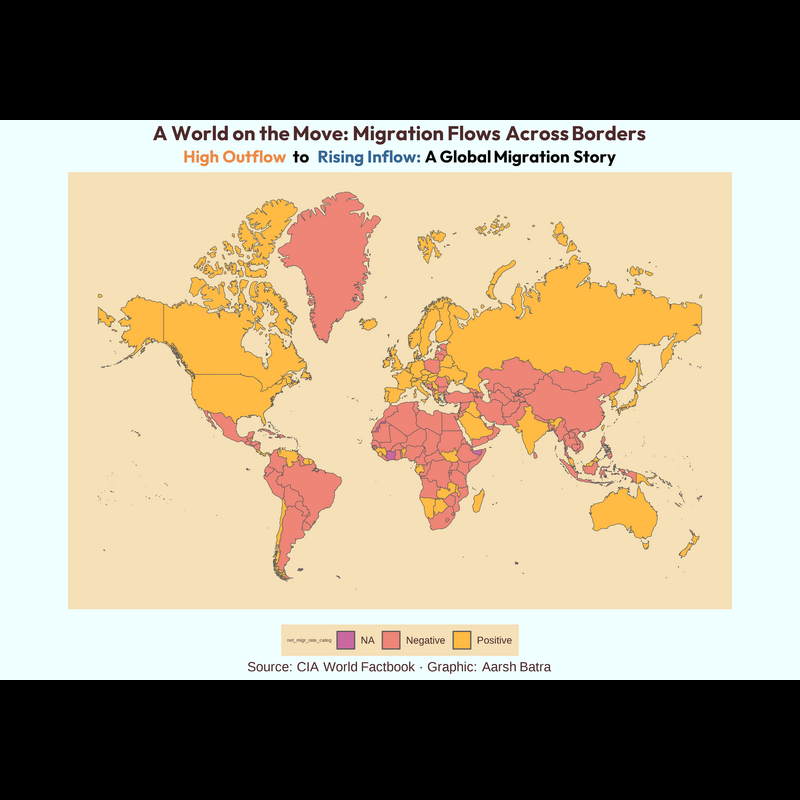 A World on the Move: Migration Flows Across Borders
High Outflow to Rising Inflow: A Global Migration Story
net_migr_rate_categ NA Negative Positive
Source: CIA World Factbook · Graphic: Aarsh Batra